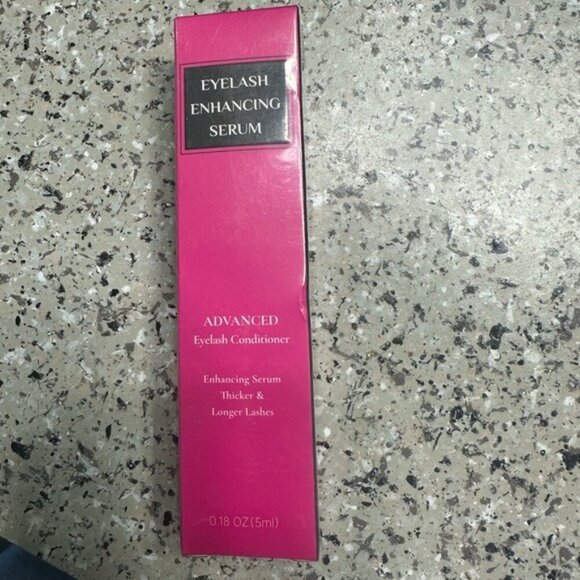 EYELASH
ENHANCING
SERUM
ADVANCED
Eyelash Conditioner
Enhancing Serum
Thicker &
Longer Lashes
0.18 OZ(5ml)